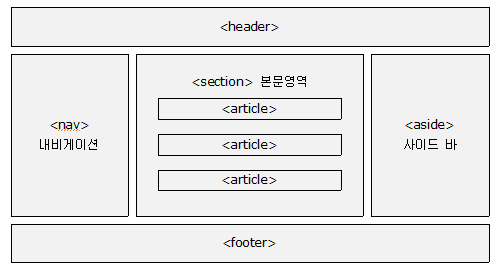 <header>
<nav>
내비게이션
<section> 본문영역
<article>
<article>
<article>
<aside>
사이드 바
<footer>